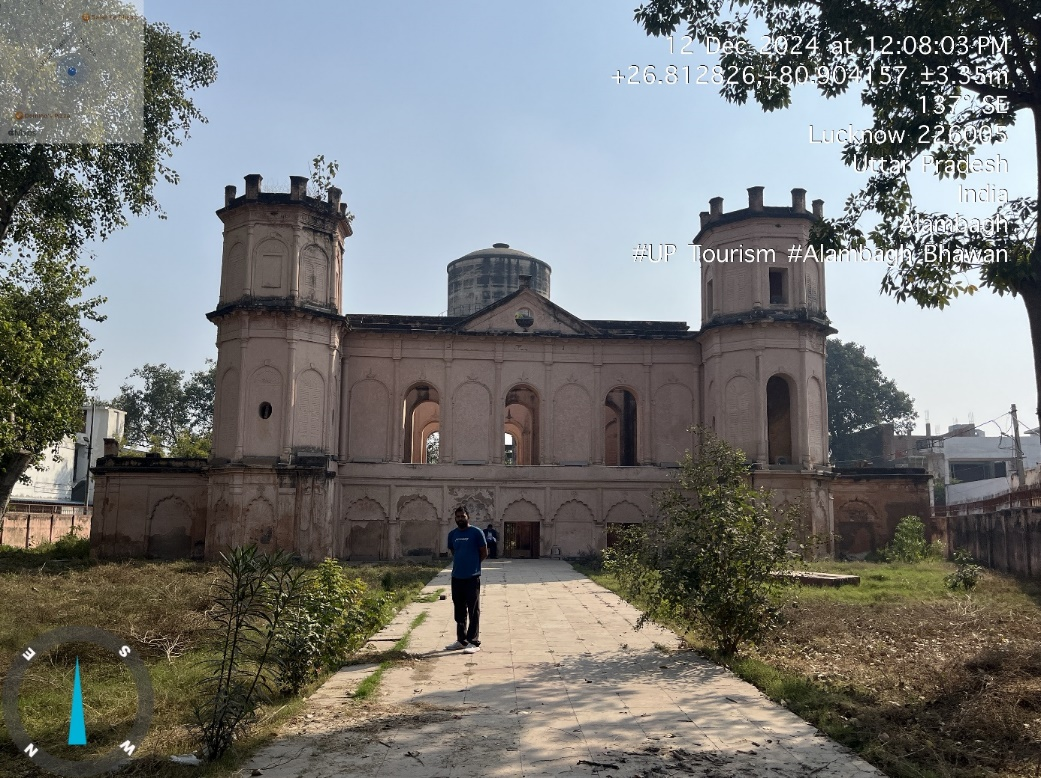 12 Dec 2024 at 12:08:03 PM
+26.812826,+80.904157 ±3.35m
137° SE
Lucknow 226005
Uttar Pradesh
India
Alambagh
#UP Tourism #Alambagh Bhawan
E
S
N
W